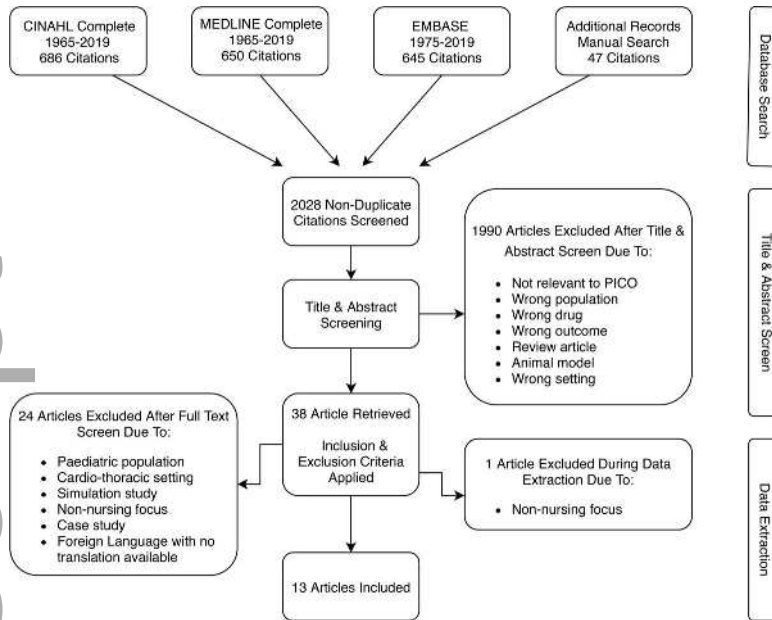 CINAHL Complete
1965-2019
686 Citations
MEDLINE Complete
1965-2019
650 Citations
EMBASE
1975-2019
645 Citations
Additional Records
Manual Search
47 Citations
Database Search
2028 Non-Duplicate
Citations Screened
Title & Abstract
Screening
1990 Articles Excluded After Title &
Abstract Screen Due To:
• Not relevant to PICO
• Wrong population
• Wrong drug
• Wrong outcome
• Review article
• Animal model
• Wrong setting
Title & Abstract Screen
24 Articles Excluded After Full Text
Screen Due To:
• Paediatric population
• Cardio-thoracic setting
• Simulation study
• Non-nursing focus
• Case study
• Foreign Language with no
translation available
38 Article Retrieved
Inclusion &
Exclusion Criteria
Applied
1 Article Excluded During Data
Extraction Due To:
• Non-nursing focus
Data Extraction
13 Articles Included